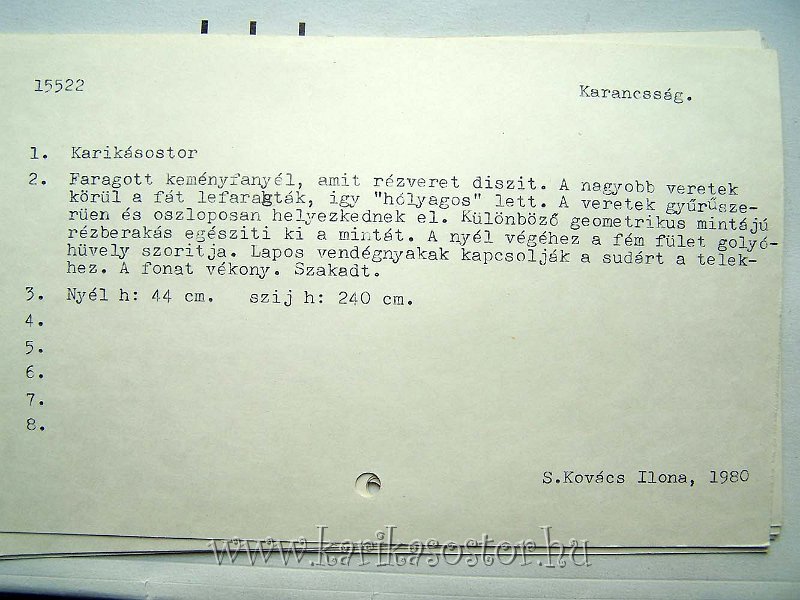 15522
Karancsság.
1. Karikásostor
2. Faragott keményfanyél, amit rézveret diszit. A nagyobb veretek
körül a fát lefaragták, igy "hólyagos" lett. A veretek gyűrűsze-
rüen és oszloposan helyezkednek el. Különböző geometrikus mintájú
rézberakás egésziti ki a mintát. A nyél végéhez a fém fület golyó-
hüvely szoritja. Lapos vendégnyakak kapcsolják a sudárt a telek-
hez. A fonat vékony. Szakadt.
3. Nyél h: 44 cm. szij h: 240 cm.
4.
5.
6.
7.
8.
S.Kovács Ilona, 1980
www.karikasostor.hu